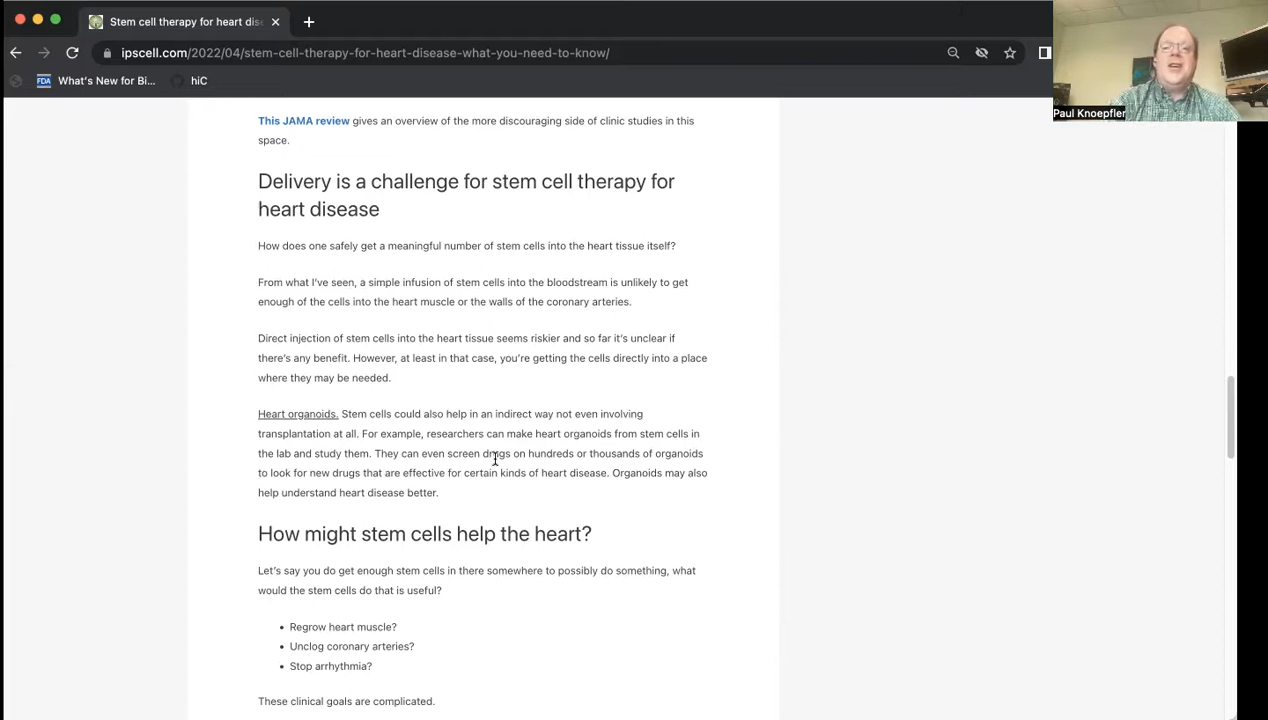 Stem cell therapy for heart dise
ipscell.com/2022/04/stem-cell-therapy-for-heart-disease-what-you-need-to-know/
FDA What's New for Bi... hiC
Paul Knoepfler
This JAMA review gives an overview of the more discouraging side of clinic studies in this
space.
Delivery is a challenge for stem cell therapy for
heart disease
How does one safely get a meaningful number of stem cells into the heart tissue itself?
From what I've seen, a simple infusion of stem cells into the bloodstream is unlikely to get
enough of the cells into the heart muscle or the walls of the coronary arteries.
Direct injection of stem cells into the heart tissue seems riskier and so far it's unclear if
there's any benefit. However, at least in that case, you're getting the cells directly into a place
where they may be needed.
Heart organoids. Stem cells could also help in an indirect way not even involving
transplantation at all. For example, researchers can make heart organoids from stem cells in
the lab and study them. They can even screen drugs on hundreds or thousands of organoids
to look for new drugs that are effective for certain kinds of heart disease. Organoids may also
help understand heart disease better.
How might stem cells help the heart?
Let's say you do get enough stem cells in there somewhere to possibly do something, what
would the stem cells do that is useful?
• Regrow heart muscle?
• Unclog coronary arteries?
• Stop arrhythmia?
These clinical goals are complicated.